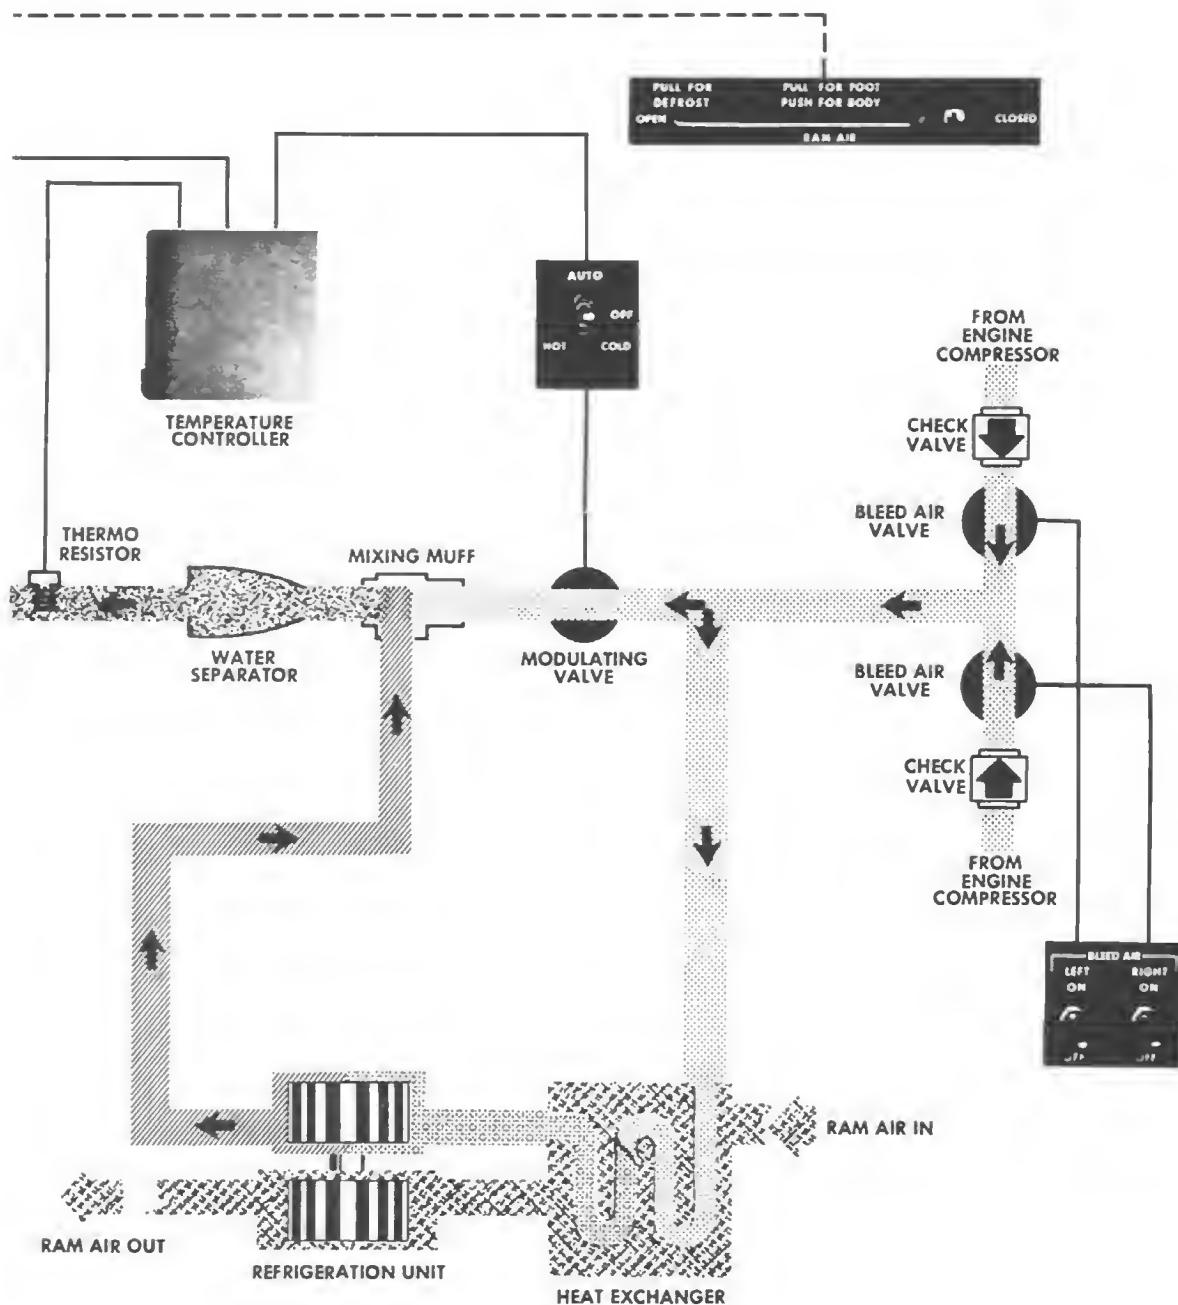 PULL FOR
DEFROST
PULL FOR FOOT
PUSH FOR BODY
OPEN
CLOSED
RAM AIR
AUTO
OFF
HOT
COLD
TEMPERATURE
CONTROLLER
FROM
ENGINE
COMPRESSOR
CHECK
VALVE
BLEED AIR
VALVE
THERMO
RESISTOR
MIXING MUFF
WATER
SEPARATOR
MODULATING
VALVE
BLEED AIR
VALVE
CHECK
VALVE
FROM
ENGINE
COMPRESSOR
BLEED AIR
LEFT
ON
RIGHT
ON
OFF
OFF
RAM AIR IN
RAM AIR OUT
REFRIGERATION UNIT
HEAT EXCHANGER